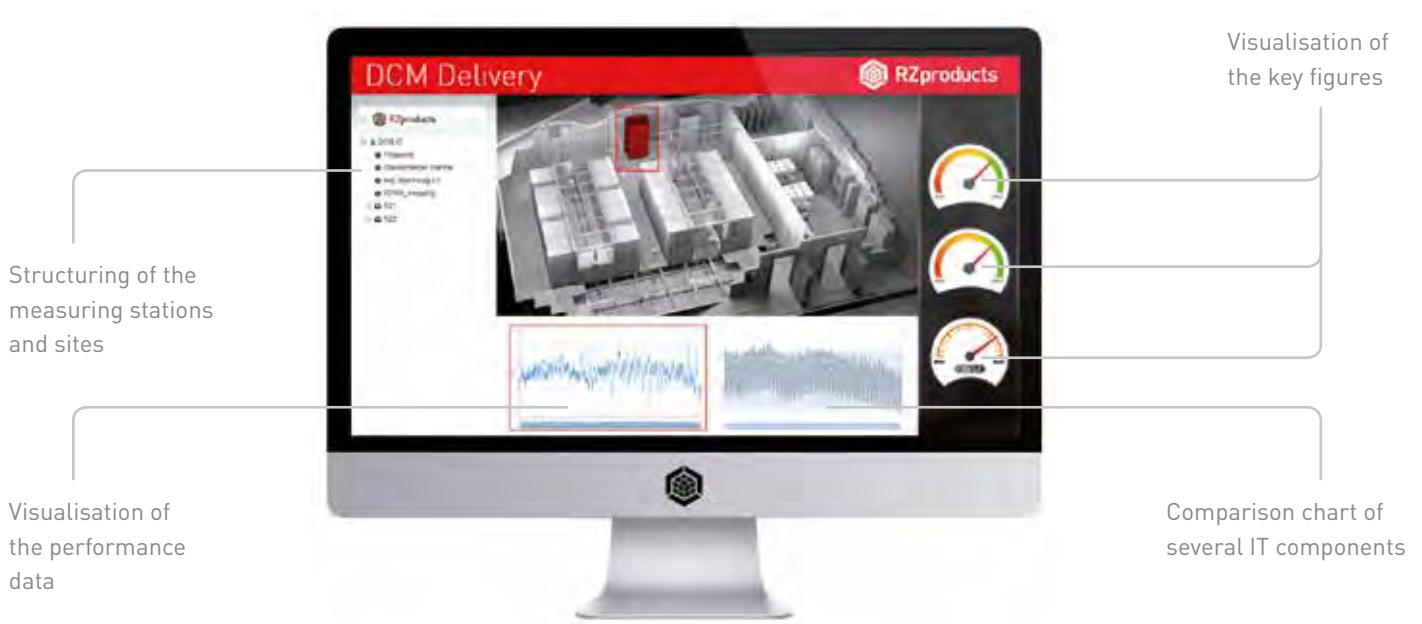 Visualisation of
the key figures
DCM Delivery
RZproducts
RZproducts
Structuring of the
measuring stations
and sites
Visualisation of
the performance
data
Comparison chart of
several IT components